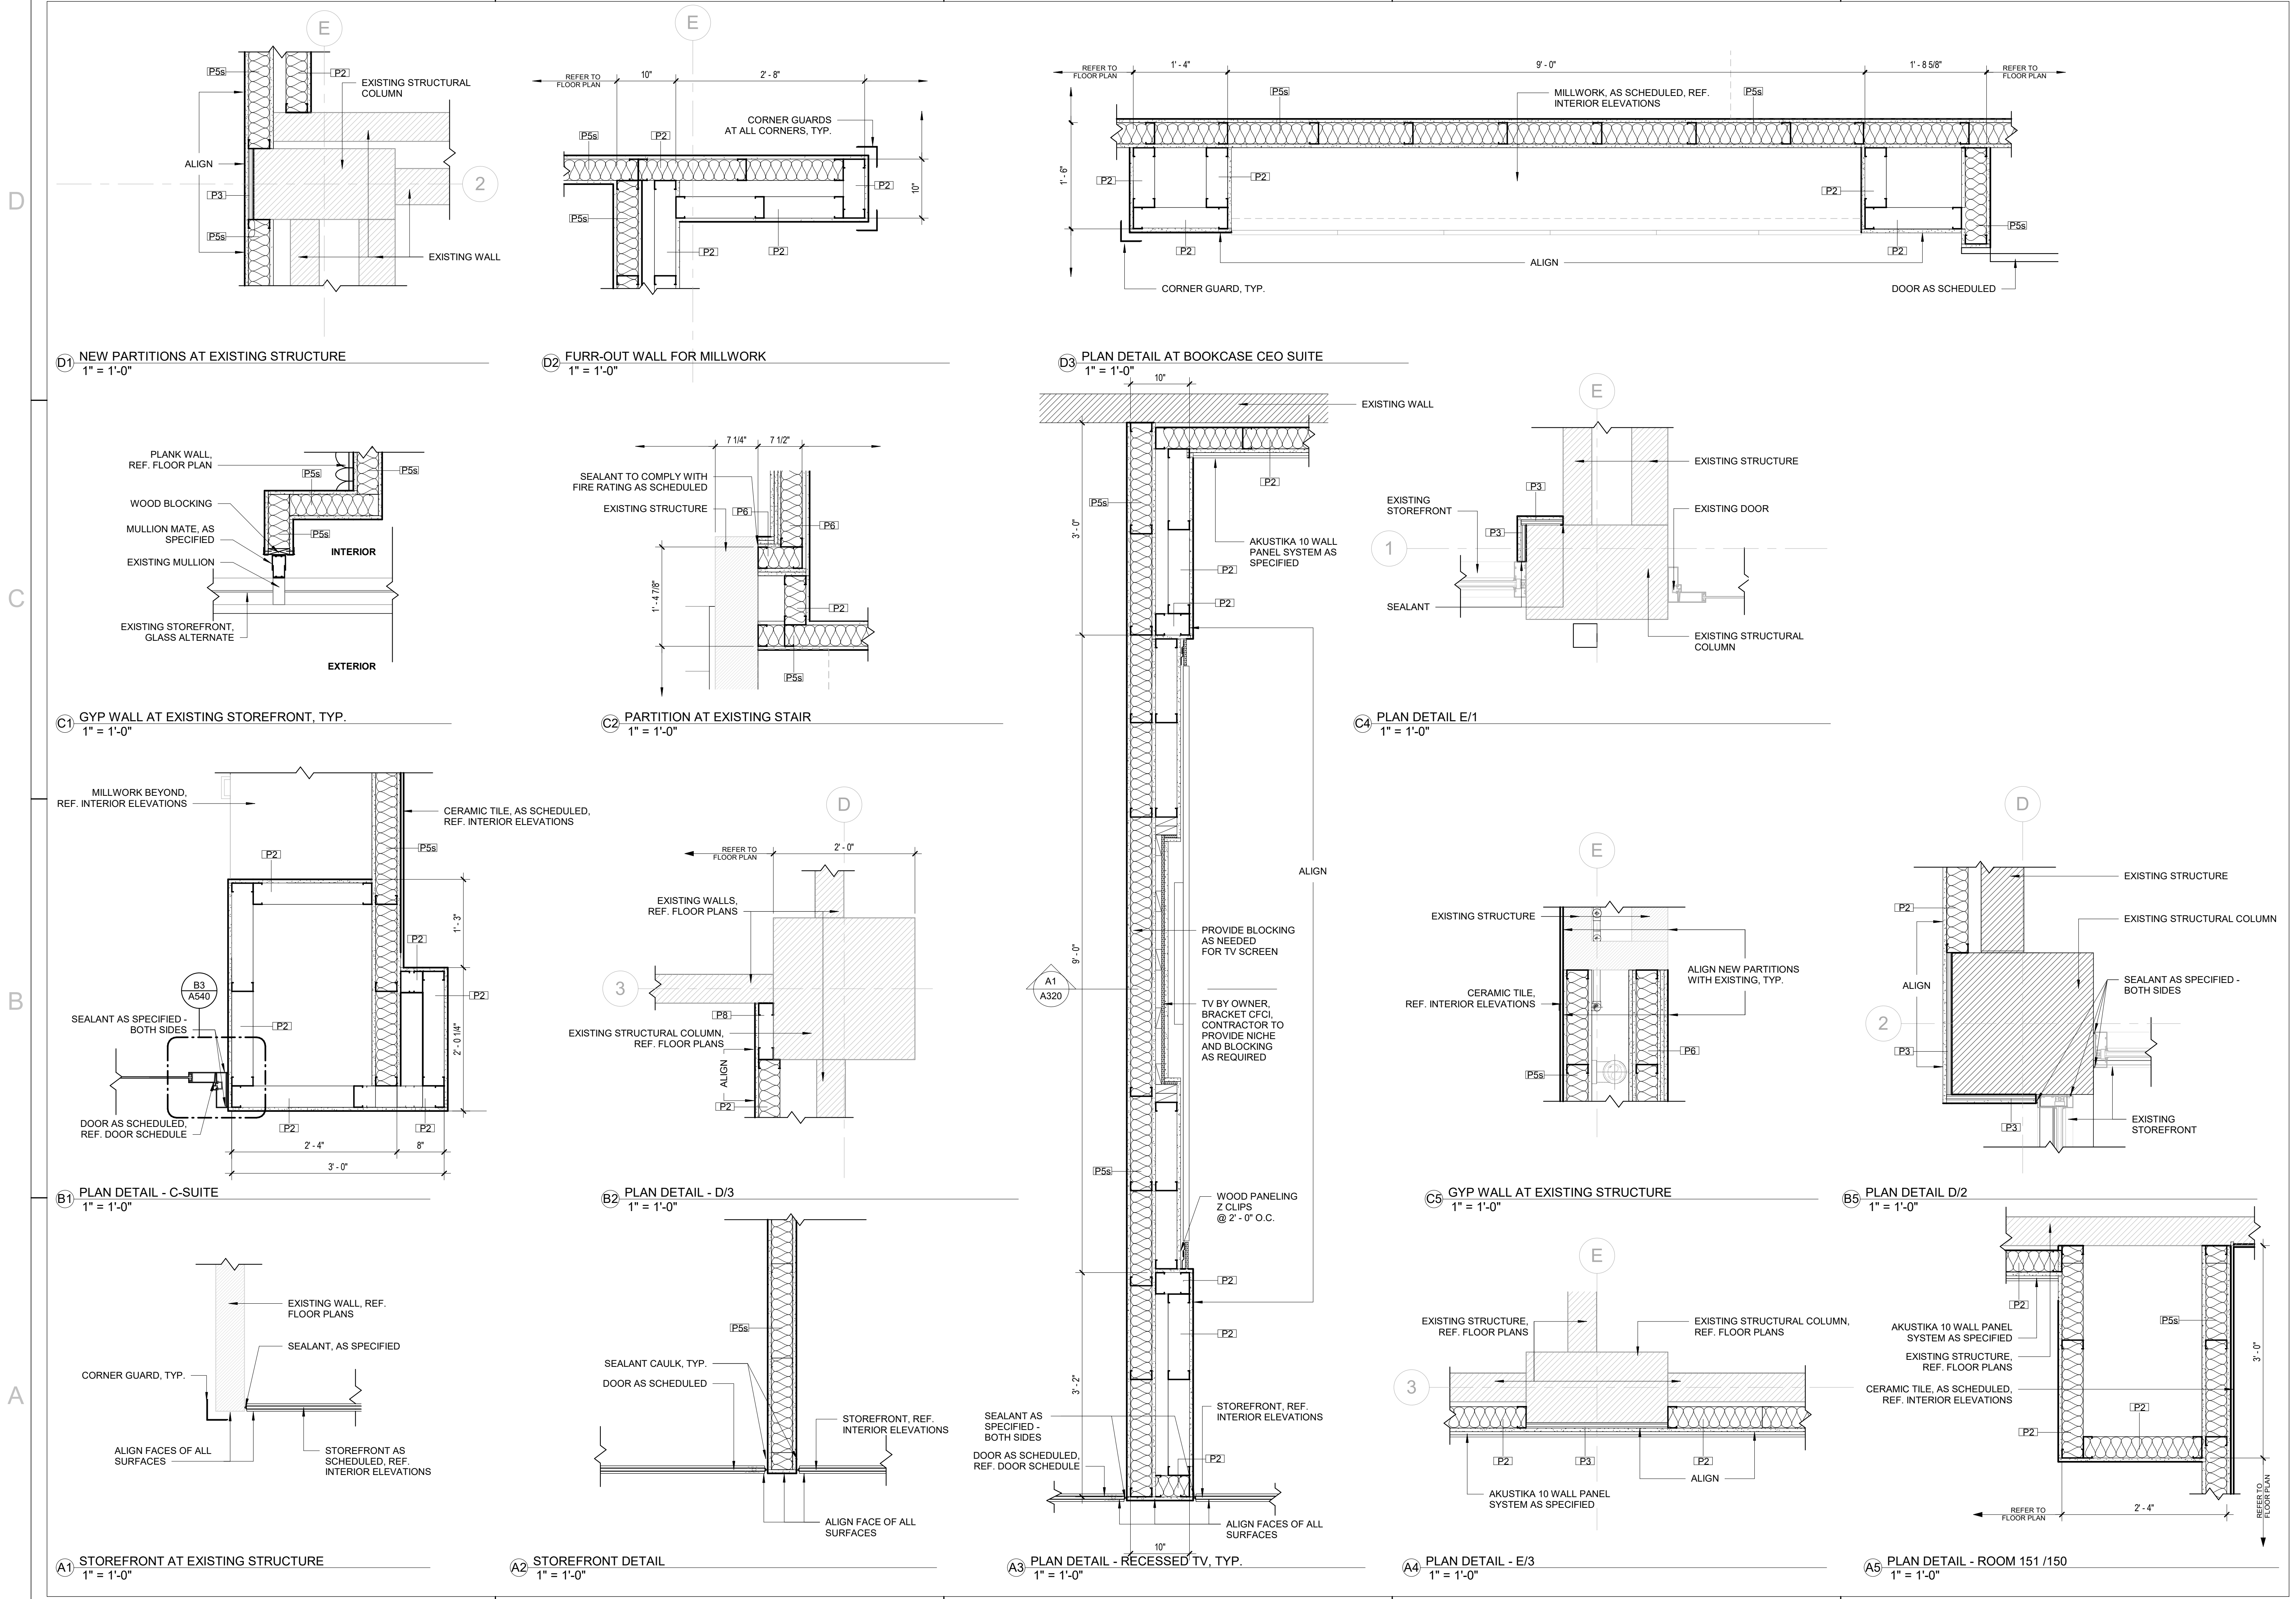 D
C
B
A
E
P5s
P2
EXISTING STRUCTURAL
COLUMN
ALIGN
2
P3
P5s
EXISTING WALL
D1 NEW PARTITIONS AT EXISTING STRUCTURE
1" = 1'-0"
E
REFER TO
FLOOR PLAN
10"
2' - 8"
CORNER GUARDS
AT ALL CORNERS, TYP.
P5s
P2
P2
10"
P5s
P2
P2
D2 FURR-OUT WALL FOR MILLWORK
1" = 1'-0"
REFER TO
FLOOR PLAN
1' - 4"
9' - 0"
1' - 8 5/8"
REFER TO
FLOOR PLAN
P5s
MILLWORK, AS SCHEDULED, REF.
INTERIOR ELEVATIONS
P5s
1' - 6"
P2
P2
P2
P5s
P2
P2
ALIGN
CORNER GUARD, TYP.
DOOR AS SCHEDULED
D3 PLAN DETAIL AT BOOKCASE CEO SUITE
1" = 1'-0"
PLANK WALL,
REF. FLOOR PLAN
P5s
P5s
WOOD BLOCKING
MULLION MATE, AS
SPECIFIED
P5s
INTERIOR
EXISTING MULLION
EXISTING STOREFRONT,
GLASS ALTERNATE
EXTERIOR
C1 GYP WALL AT EXISTING STOREFRONT, TYP.
1" = 1'-0"
7 1/4"
7 1/2"
SEALANT TO COMPLY WITH
FIRE RATING AS SCHEDULED
EXISTING STRUCTURE
P6
P6
1' - 4 7/8"
P2
P5s
C2 PARTITION AT EXISTING STAIR
1" = 1'-0"
10"
EXISTING WALL
3' - 0"
P5s
P2
AKUSTIKA 10 WALL
PANEL SYSTEM AS
SPECIFIED
P2
P2
9' - 0"
ALIGN
PROVIDE BLOCKING
AS NEEDED
FOR TV SCREEN
A1
A320
TV BY OWNER,
BRACKET CFCI,
CONTRACTOR TO
PROVIDE NICHE
AND BLOCKING
AS REQUIRED
P5s
WOOD PANELING
Z CLIPS
@ 2' - 0" O.C.
P2
P2
3' - 2"
SEALANT AS
SPECIFIED -
BOTH SIDES
STOREFRONT, REF.
INTERIOR ELEVATIONS
DOOR AS SCHEDULED,
REF. DOOR SCHEDULE
P2
ALIGN FACES OF ALL
SURFACES
10"
A3 PLAN DETAIL - RECESSED TV, TYP.
1" = 1'-0"
E
EXISTING STRUCTURE
EXISTING
STOREFRONT
P3
EXISTING DOOR
P3
1
SEALANT
EXISTING STRUCTURAL
COLUMN
C4 PLAN DETAIL E/1
1" = 1'-0"
MILLWORK BEYOND,
REF. INTERIOR ELEVATIONS
CERAMIC TILE, AS SCHEDULED,
REF. INTERIOR ELEVATIONS
P2
P5s
1' - 3"
P2
B3
A540
P2
SEALANT AS SPECIFIED -
BOTH SIDES
P2
2' - 0 1/4"
DOOR AS SCHEDULED,
REF. DOOR SCHEDULE
P2
P2
2' - 4"
8"
3' - 0"
B1 PLAN DETAIL - C-SUITE
1" = 1'-0"
D
REFER TO
FLOOR PLAN
2' - 0"
EXISTING WALLS,
REF. FLOOR PLANS
3
P8
EXISTING STRUCTURAL COLUMN,
REF. FLOOR PLANS
ALIGN
P2
B2 PLAN DETAIL - D/3
1" = 1'-0"
E
EXISTING STRUCTURE
ALIGN NEW PARTITIONS
WITH EXISTING, TYP.
CERAMIC TILE,
REF. INTERIOR ELEVATIONS
P6
P5s
C5 GYP WALL AT EXISTING STRUCTURE
1" = 1'-0"
D
EXISTING STRUCTURE
P2
EXISTING STRUCTURAL COLUMN
ALIGN
SEALANT AS SPECIFIED -
BOTH SIDES
2
P3
EXISTING
STOREFRONT
P3
B5 PLAN DETAIL D/2
1" = 1'-0"
EXISTING WALL, REF.
FLOOR PLANS
SEALANT, AS SPECIFIED
CORNER GUARD, TYP.
ALIGN FACES OF ALL
SURFACES
STOREFRONT AS
SCHEDULED, REF.
INTERIOR ELEVATIONS
A1 STOREFRONT AT EXISTING STRUCTURE
1" = 1'-0"
P5s
SEALANT CAULK, TYP.
DOOR AS SCHEDULED
STOREFRONT, REF.
INTERIOR ELEVATIONS
ALIGN FACE OF ALL
SURFACES
A2 STOREFRONT DETAIL
1" = 1'-0"
E
EXISTING STRUCTURE,
REF. FLOOR PLANS
EXISTING STRUCTURAL COLUMN,
REF. FLOOR PLANS
3
P2
P3
P2
ALIGN
AKUSTIKA 10 WALL PANEL
SYSTEM AS SPECIFIED
A4 PLAN DETAIL - E/3
1" = 1'-0"
P2
P5s
AKUSTIKA 10 WALL PANEL
SYSTEM AS SPECIFIED
EXISTING STRUCTURE,
REF. FLOOR PLANS
3' - 0"
CERAMIC TILE, AS SCHEDULED,
REF. INTERIOR ELEVATIONS
P2
P2
REFER TO
FLOOR PLAN
2' - 4"
REFER TO
FLOOR PLAN
A5 PLAN DETAIL - ROOM 151 /150
1" = 1'-0"